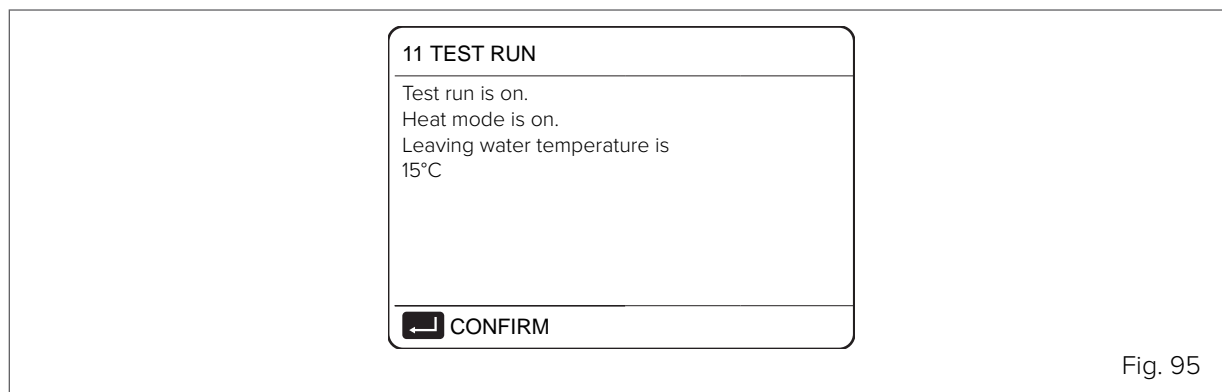 11 TEST RUN
Test run is on.
Heat mode is on.
Leaving water temperature is
15°C
CONFIRM
Fig. 95